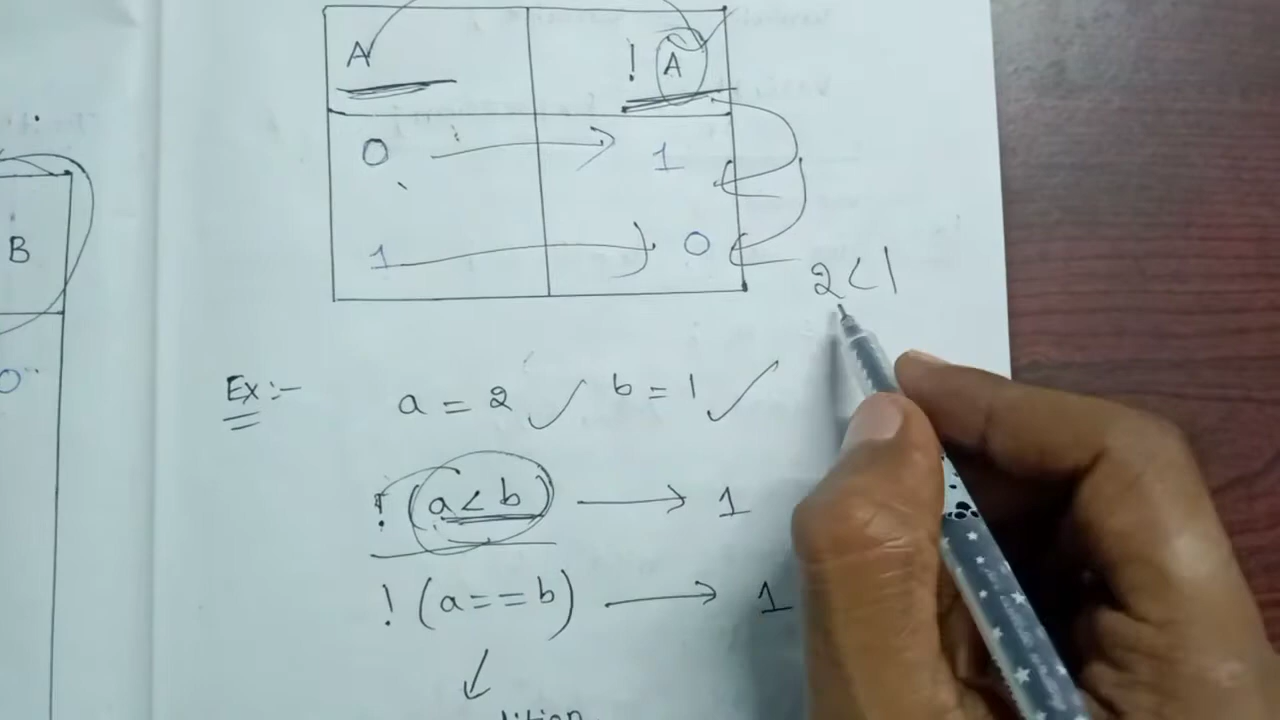 A ! A
0 1
1 0
B
0
2<1
Ex:- a = 2 b = 1
! (a < b) → 1
! (a==b) → 1